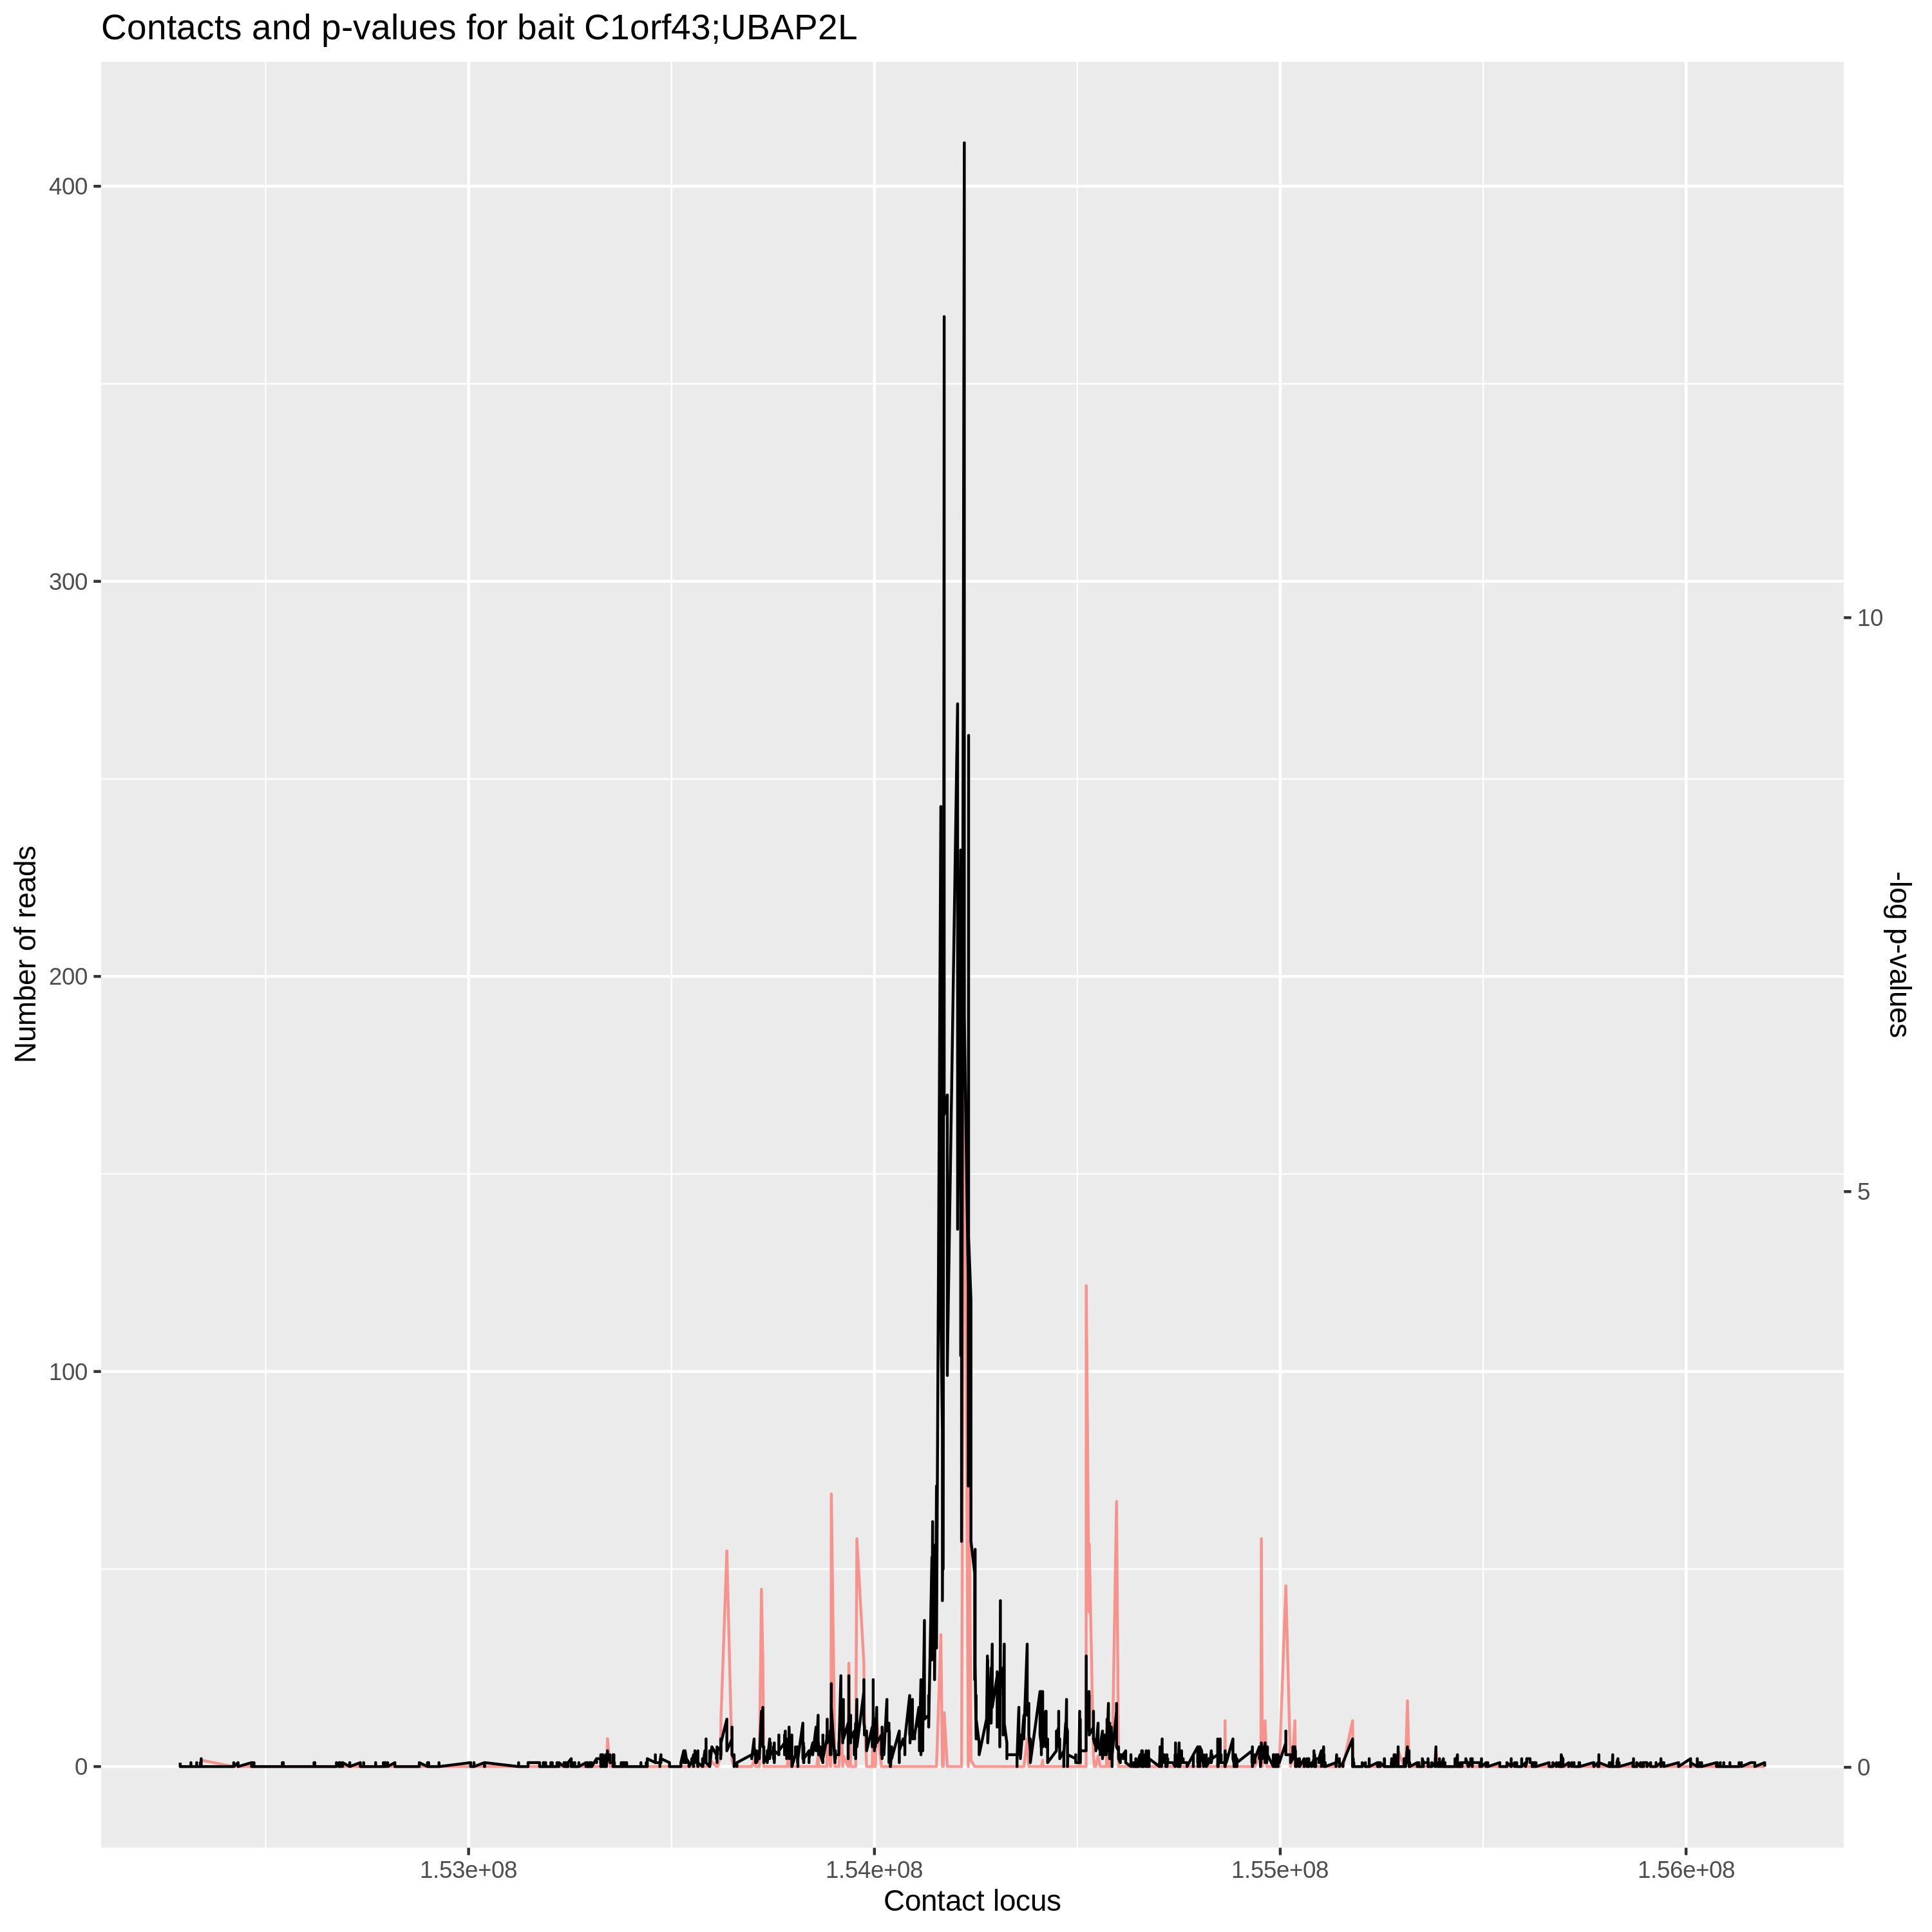 Contacts and p-values for bait C1orf43;UBAP2L
400
300
200
100
0
Number of reads
10
5
0
-log p-values
1.53e+08
1.54e+08
1.55e+08
1.56e+08
Contact locus